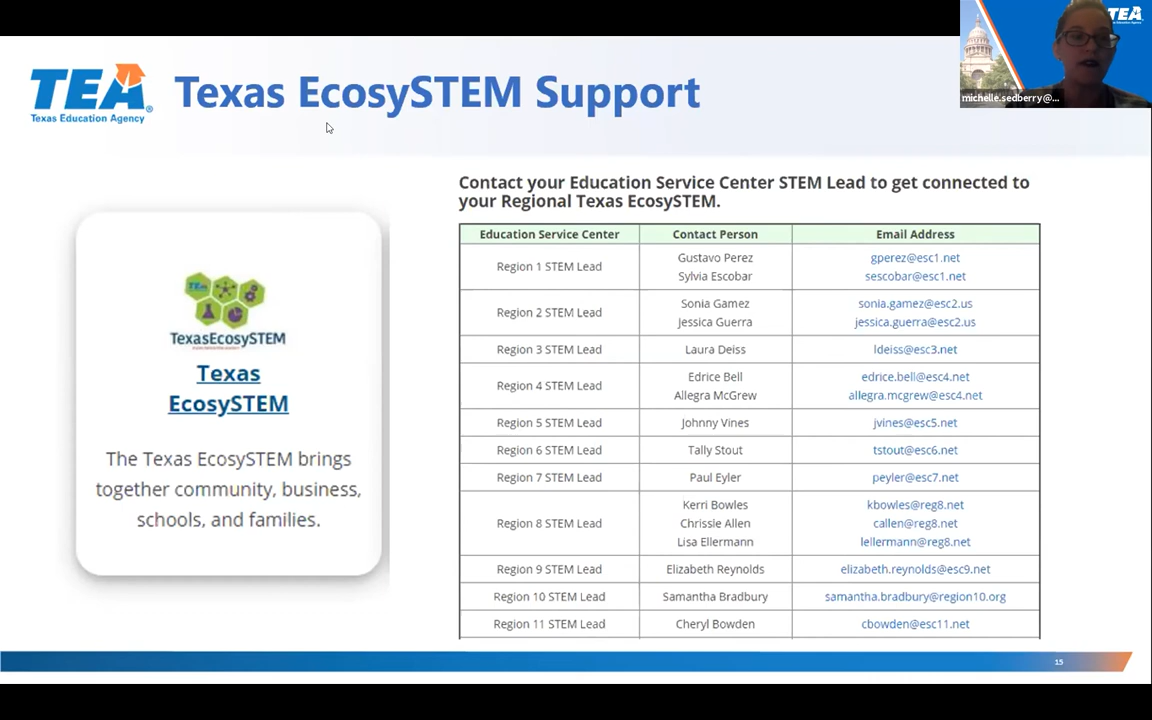 TEA
michelle.sedberry@...
TEA
Texas Education Agency
Texas EcosySTEM Support
Contact your Education Service Center STEM Lead to get connected to
your Regional Texas EcoSySTEM.
TEA
TexasEcosySTEM
Texas
EcosySTEM
The Texas EcosySTEM brings
together community, business,
schools, and families.
Education Service Center Contact Person Email Address
Region 1 STEM Lead Gustavo Perez gperez@esc1.net
Sylvia Escobar sescobar@esc1.net
Region 2 STEM Lead Sonia Gamez sonia.gamez@esc2.us
Jessica Guerra jessica.guerra@esc2.us
Region 3 STEM Lead Laura Deiss ldeiss@esc3.net
Region 4 STEM Lead Edrice Bell edrice.bell@esc4.net
Allegra McGrew allegra.mcgrew@esc4.net
Region 5 STEM Lead Johnny Vines jvines@esc5.net
Region 6 STEM Lead Tally Stout tstout@esc6.net
Region 7 STEM Lead Paul Eyler peyler@esc7.net
Region 8 STEM Lead Kerri Bowles kbowles@reg8.net
Chrissie Allen callen@reg8.net
Lisa Ellermann lellermann@reg8.net
Region 9 STEM Lead Elizabeth Reynolds elizabeth.reynolds@esc9.net
Region 10 STEM Lead Samantha Bradbury samantha.bradbury@region10.org
Region 11 STEM Lead Cheryl Bowden cbowden@esc11.net
15